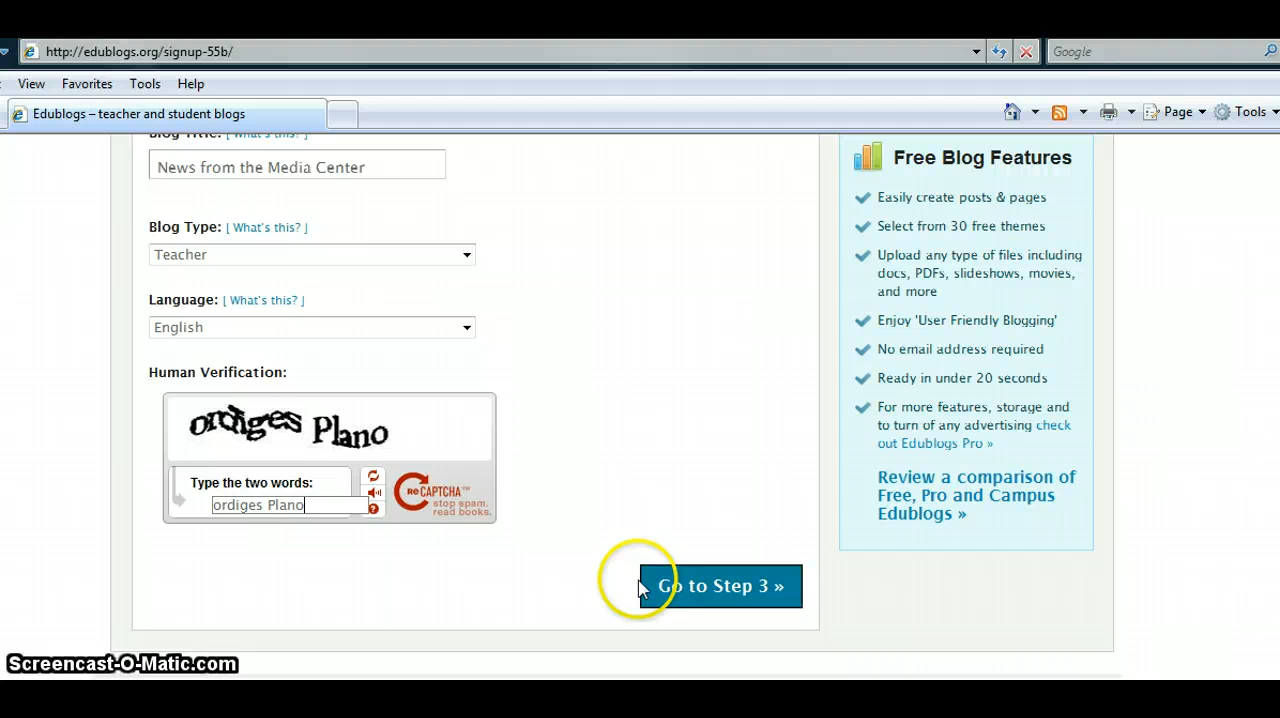 http://edublogs.org/signup-55b/
Google
View Favorites Tools Help
Edublogs – teacher and student blogs
Page Tools
Blog Title: [ What's this? ]
News from the Media Center
Blog Type: [ What's this? ]
Teacher
Language: [ What's this? ]
English
Human Verification:
ordiges Plano
Type the two words:
ordiges Plano
?
reCAPTCHA™
stop spam.
read books.
Go to Step 3 »
Free Blog Features
Easily create posts & pages
Select from 30 free themes
Upload any type of files including
docs, PDFs, slideshows, movies,
and more
Enjoy 'User Friendly Blogging'
No email address required
Ready in under 20 seconds
For more features, storage and
to turn of any advertising check
out Edublogs Pro »
Review a comparison of
Free, Pro and Campus
Edublogs »
Screencast-O-Matic.com